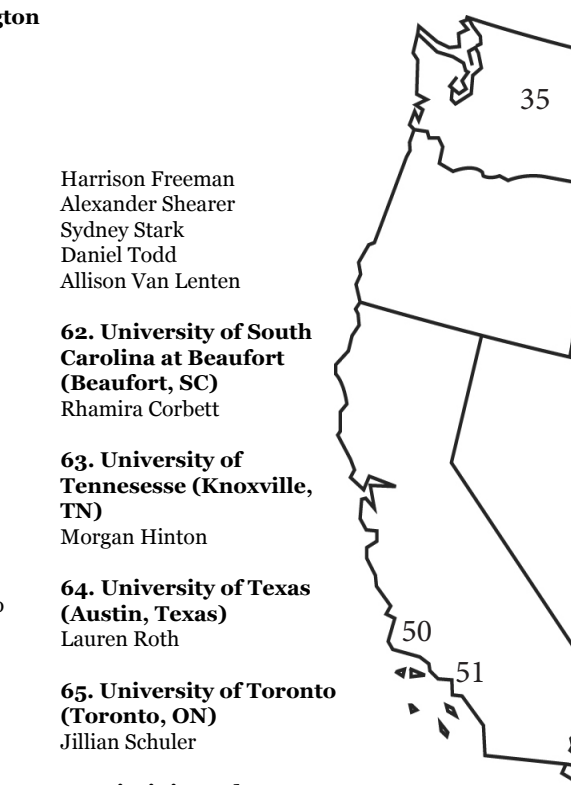 Harrison Freeman
Alexander Shearer
Sydney Stark
Daniel Todd
Allison Van Lenten
62. University of South
Carolina at Beaufort
(Beaufort, SC)
Rhamira Corbett
63. University of
Tennesesse (Knoxville,
TN)
Morgan Hinton
64. University of Texas
(Austin, Texas)
Lauren Roth
65. University of Toronto
(Toronto, ON)
Jillian Schuler
35
50
51